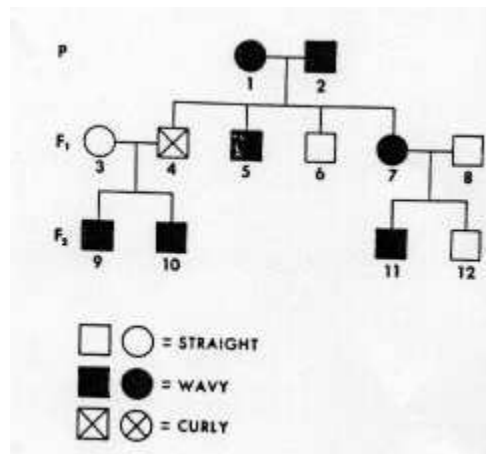 P
1 2
F₁
3 4 5 6 7 8
F₂
9 10 11 12
= STRAIGHT
= WAVY
= CURLY